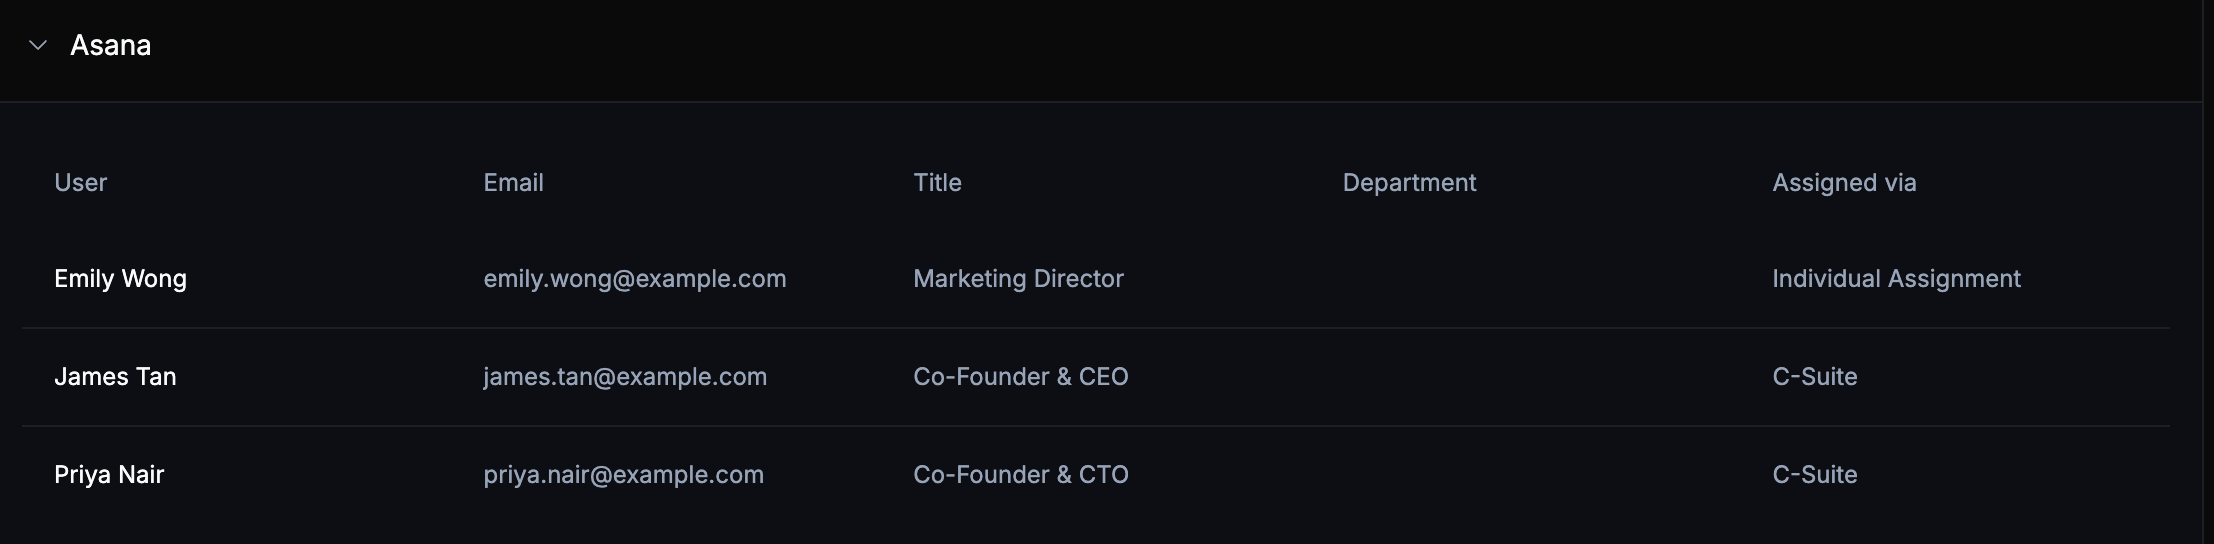 Asana
User Email Title Department Assigned via
Emily Wong emily.wong@example.com Marketing Director Individual Assignment
James Tan james.tan@example.com Co-Founder & CEO C-Suite
Priya Nair priya.nair@example.com Co-Founder & CTO C-Suite